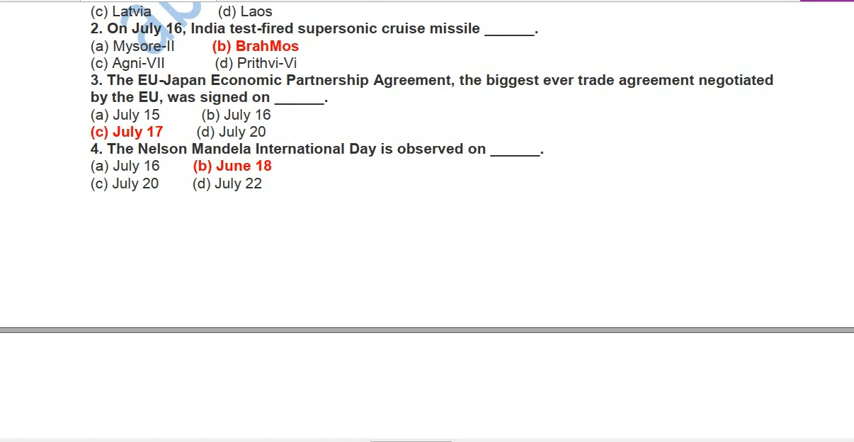 (c) Latvia (d) Laos
2. On July 16, India test-fired supersonic cruise missile ______.
(a) Mysore-II (b) BrahMos
(c) Agni-VII (d) Prithvi-Vi
3. The EU-Japan Economic Partnership Agreement, the biggest ever trade agreement negotiated
by the EU, was signed on ______.
(a) July 15 (b) July 16
(c) July 17 (d) July 20
4. The Nelson Mandela International Day is observed on ______.
(a) July 16 (b) June 18
(c) July 20 (d) July 22